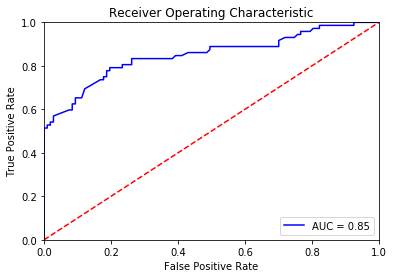 Receiver Operating Characteristic
True Positive Rate
1.0
0.8
0.6
0.4
0.2
0.0
AUC = 0.85
0.0 0.2 0.4 0.6 0.8 1.0
False Positive Rate